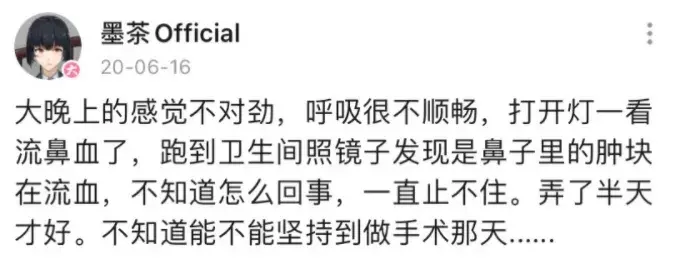 墨茶Official
大
20-06-16
大晚上的感觉不对劲，呼吸很不顺畅，打开灯一看
流鼻血了，跑到卫生间照镜子发现是鼻子里的肿块
在流血，不知道怎么回事，一直止不住。弄了半天
才好。不知道能不能坚持到做手术那天......